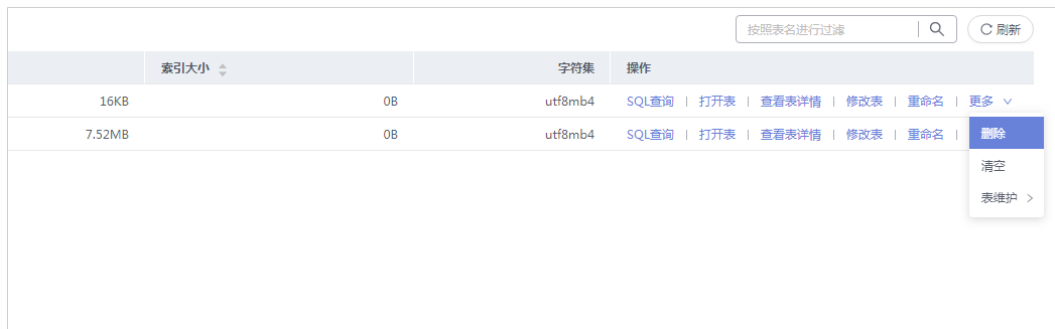 按照表名进行过滤 刷新
索引大小 字符集 操作
16KB 0B utf8mb4 SQL查询 | 打开表 | 查看表详情 | 修改表 | 重命名 | 更多
7.52MB 0B utf8mb4 SQL查询 | 打开表 | 查看表详情 | 修改表 | 重命名 |
删除
清空
表维护